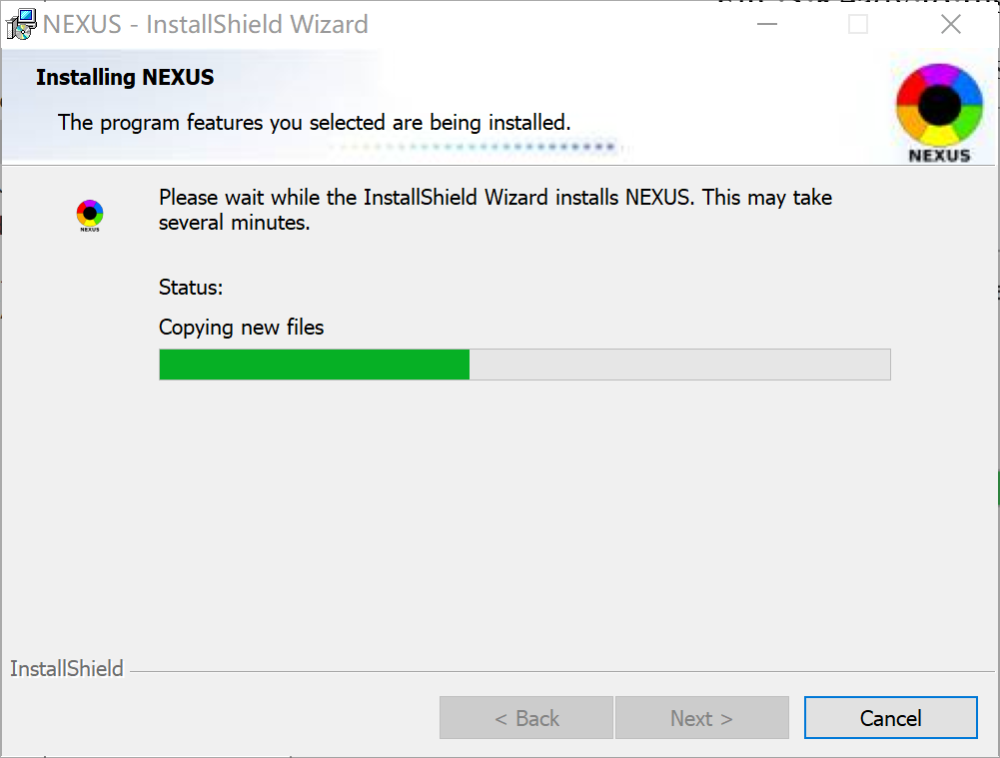 NEXUS - InstallShield Wizard
Installing NEXUS
The program features you selected are being installed.
NEXUS
Please wait while the InstallShield Wizard installs NEXUS. This may take
several minutes.
NEXUS
Status:
Copying new files
InstallShield
< Back
Next >
Cancel